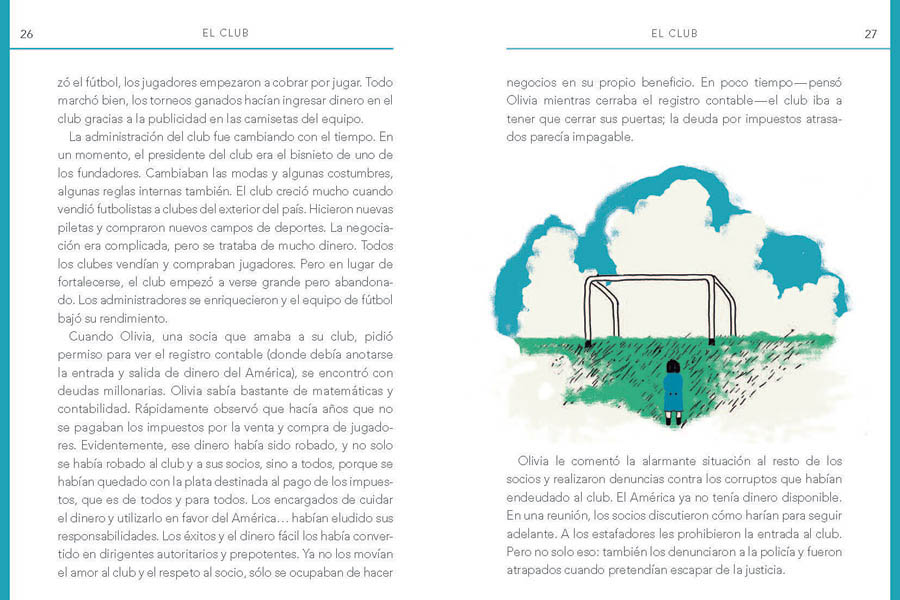 26
EL CLUB
zó el fútbol, los jugadores empezaron a cobrar por jugar. Todo
marchó bien, los torneos ganados hacían ingresar dinero en el
club gracias a la publicidad en las camisetas del equipo.
La administración del club fue cambiando con el tiempo. En
un momento, el presidente del club era el bisnieto de uno de
los fundadores. Cambiaban las modas y algunas costumbres,
algunas reglas internas también. El club creció mucho cuando
vendió futbolistas a clubes del exterior del país. Hicieron nuevas
piletas y compraron nuevos campos de deportes. La negocia-
ción era complicada, pero se trataba de mucho dinero. Todos
los clubes vendían y compraban jugadores. Pero en lugar de
fortalecerse, el club empezó a verse grande pero abandona-
do. Los administradores se enriquecieron y el equipo de fútbol
bajó su rendimiento.
Cuando Olivia, una socia que amaba a su club, pidió
permiso para ver el registro contable (donde debía anotarse
la entrada y salida de dinero del América), se encontró con
deudas millonarias. Olivia sabía bastante de matemáticas y
contabilidad. Rápidamente observó que hacía años que no
se pagaban los impuestos por la venta y compra de jugado-
res. Evidentemente, ese dinero había sido robado, y no solo
se había robado al club y a sus socios, sino a todos, porque se
habían quedado con la plata destinada al pago de los impues-
tos, que es de todos y para todos. Los encargados de cuidar
el dinero y utilizarlo en favor del América... habían eludido sus
responsabilidades. Los éxitos y el dinero fácil los había conver-
tido en dirigentes autoritarios y prepotentes. Ya no los movían
el amor al club y el respeto al socio, sólo se ocupaban de hacer
EL CLUB
27
negocios en su propio beneficio. En poco tiempo—pensó
Olivia mientras cerraba el registro contable—el club iba a
tener que cerrar sus puertas; la deuda por impuestos atrasa-
dos parecía impagable.
Olivia le comentó la alarmante situación al resto de los
socios y realizaron denuncias contra los corruptos que habían
endeudado al club. El América ya no tenía dinero disponible.
En una reunión, los socios discutieron cómo harían para seguir
adelante. A los estafadores les prohibieron la entrada al club.
Pero no solo eso: también los denunciaron a la policía y fueron
atrapados cuando pretendían escapar de la justicia.